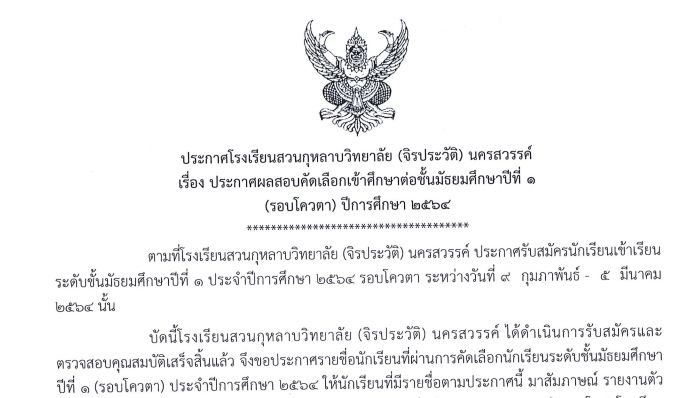 ประกาศโรงเรียนสวนกุหลาบวิทยาลัย (จิรประวัติ) นครสวรรค์
เรื่อง ประกาศผลสอบคัดเลือกเข้าศึกษาต่อชั้นมัธยมศึกษาปีที่ ๑
(รอบโควตา) ปีการศึกษา ๒๕๖๔
*************************************
ตามที่โรงเรียนสวนกุหลาบวิทยาลัย (จิรประวัติ) นครสวรรค์ ประกาศรับสมัครนักเรียนเข้าเรียน
ระดับชั้นมัธยมศึกษาปีที่ ๑ ประจำปีการศึกษา ๒๕๖๔ รอบโควตา ระหว่างวันที่ ๙ กุมภาพันธ์ - ๕ มีนาคม
๒๕๖๔ นั้น
บัดนี้โรงเรียนสวนกุหลาบวิทยาลัย (จิรประวัติ) นครสวรรค์ ได้ดำเนินการรับสมัครและ
ตรวจสอบคุณสมบัติเสร็จสิ้นแล้ว จึงขอประกาศรายชื่อนักเรียนที่ผ่านการคัดเลือกนักเรียนระดับชั้นมัธยมศึกษา
ปีที่ ๑ (รอบโควตา) ประจำปีการศึกษา ๒๕๖๔ ให้นักเรียนที่มีรายชื่อตามประกาศนี้ มาสัมภาษณ์ รายงานตัว